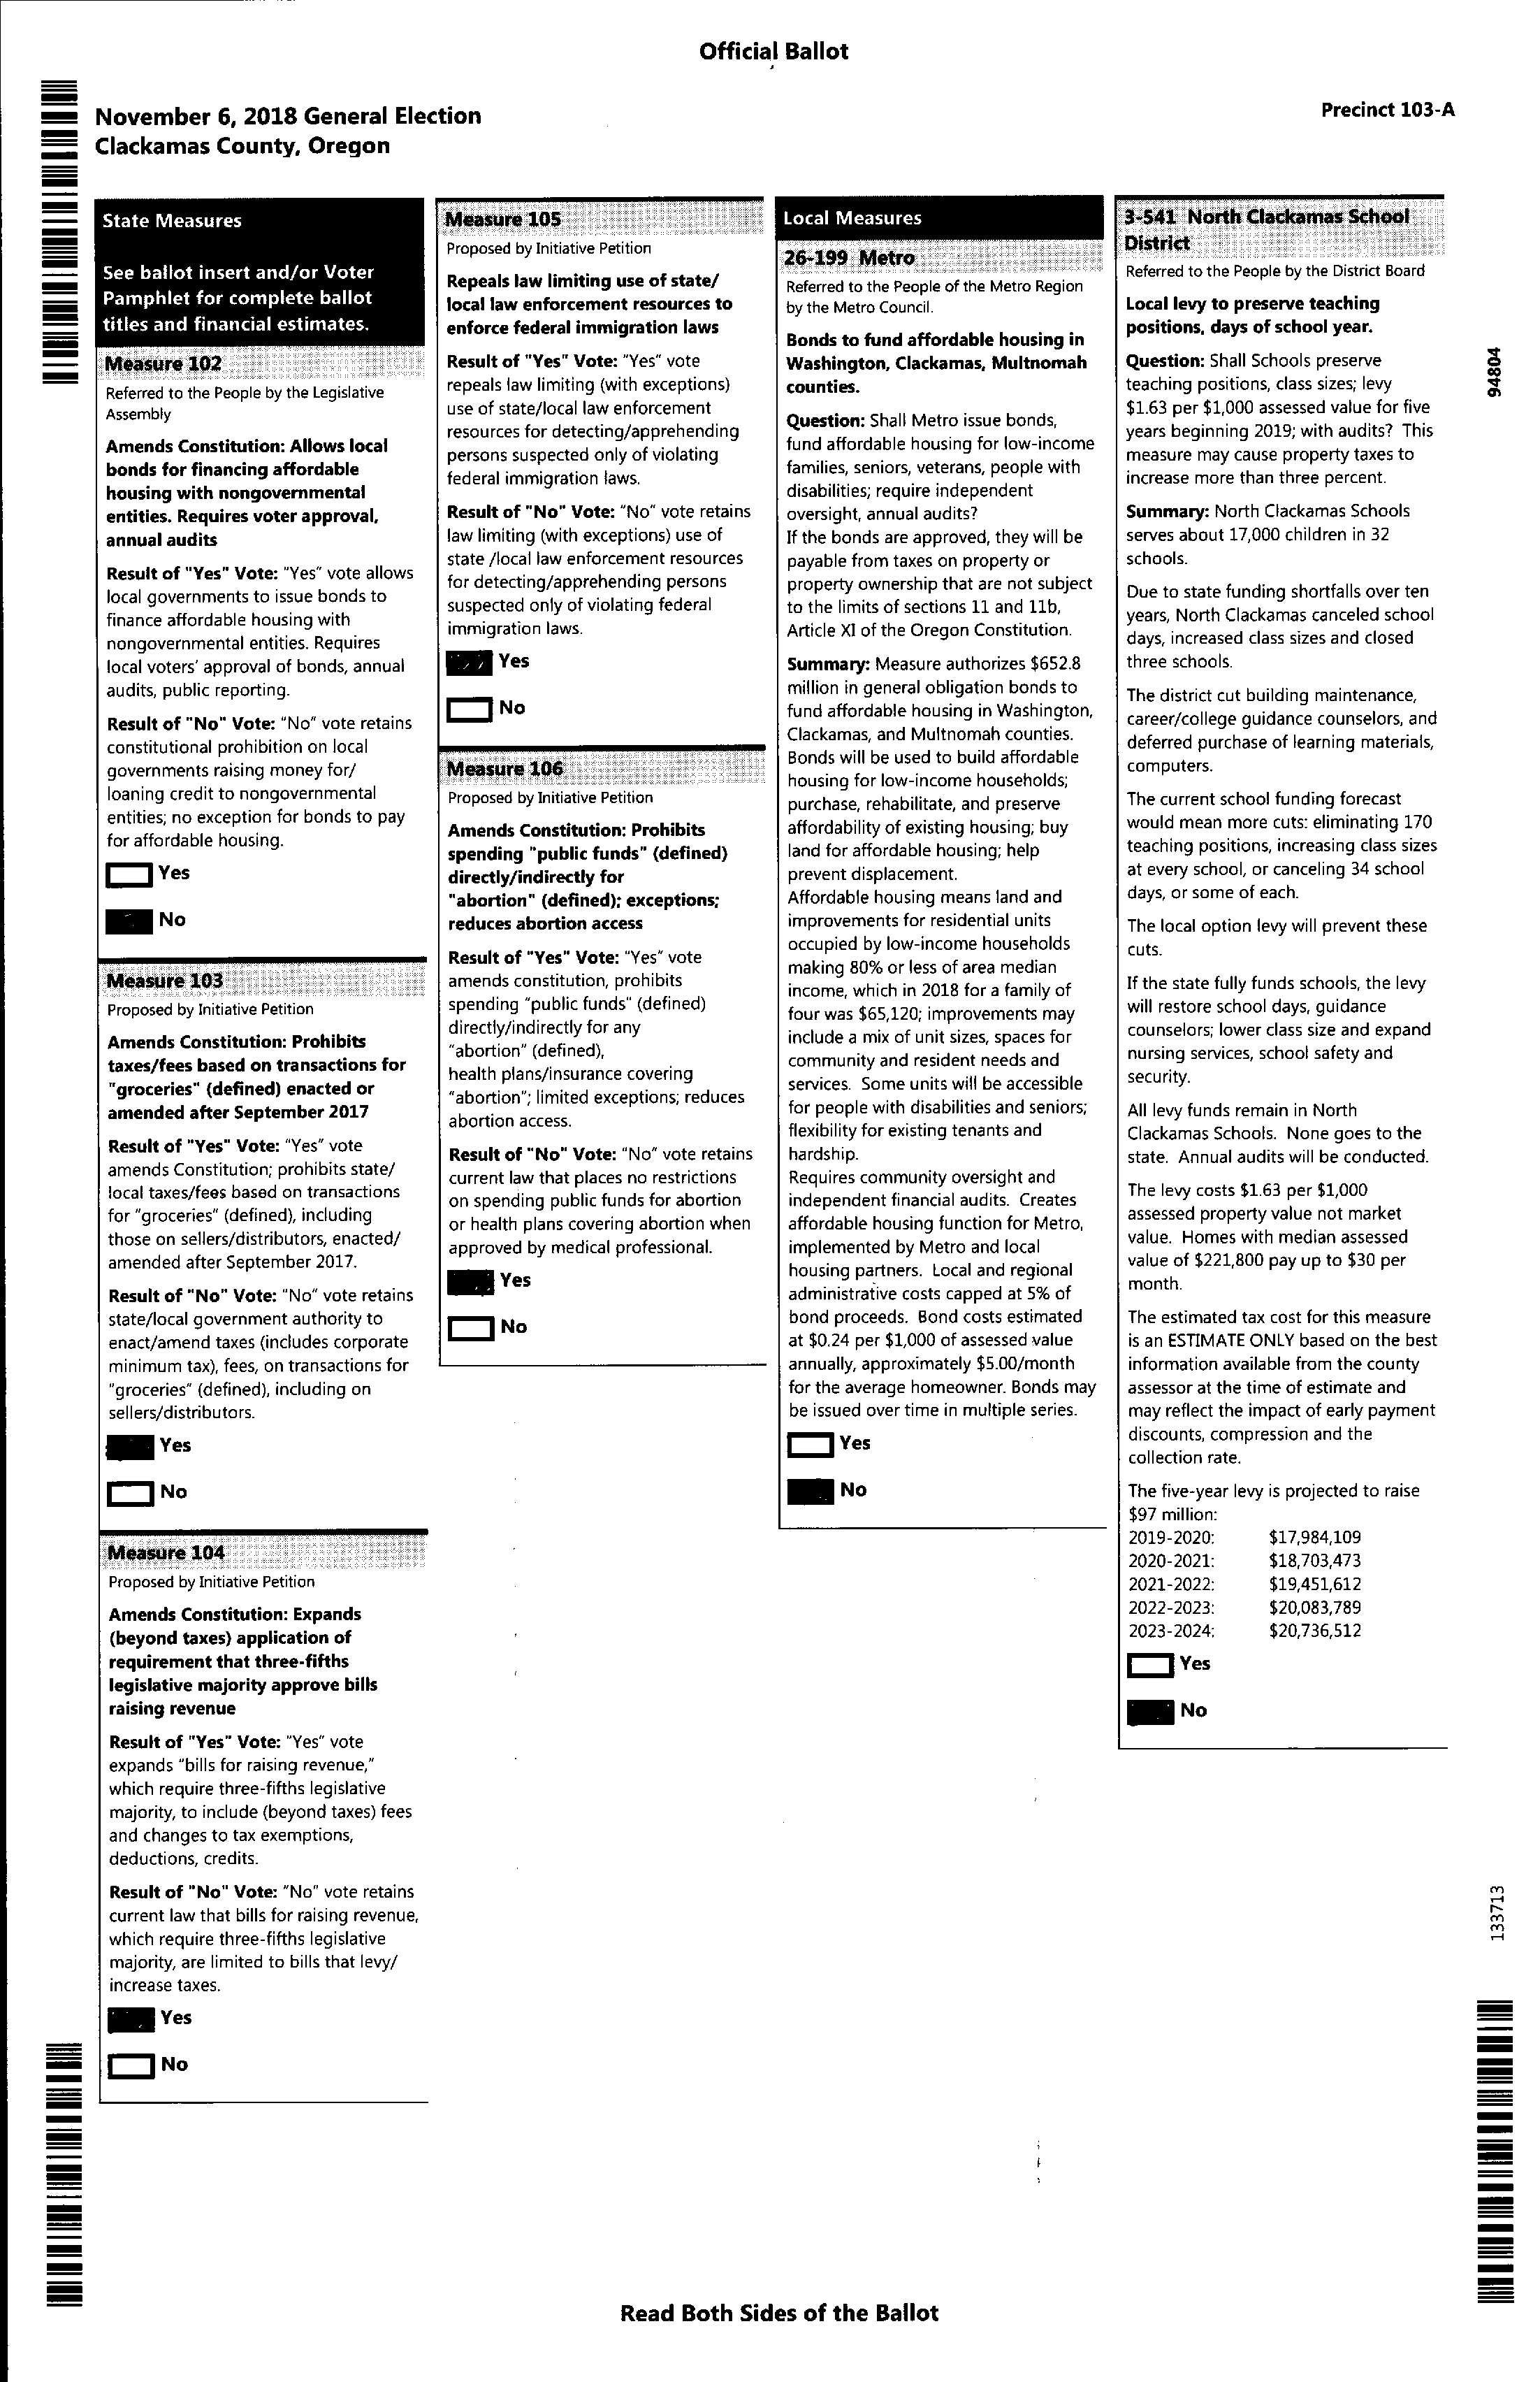 Official Ballot
November 6, 2018 General Election
Clackamas County, Oregon
Precinct 103-A
State Measures
See ballot insert and/or Voter
Pamphlet for complete ballot
titles and financial estimates.
Measure 102
Referred to the People by the Legislative
Assembly
Amends Constitution: Allows local
bonds for financing affordable
housing with nongovernmental
entities. Requires voter approval,
annual audits
Result of "Yes" Vote: "Yes" vote allows
local governments to issue bonds to
finance affordable housing with
nongovernmental entities. Requires
local voters' approval of bonds, annual
audits, public reporting.
Result of "No" Vote: "No" vote retains
constitutional prohibition on local
governments raising money for/
loaning credit to nongovernmental
entities; no exception for bonds to pay
for affordable housing.
Yes
No
Measure 103
Proposed by Initiative Petition
Amends Constitution: Prohibits
taxes/fees based on transactions for
"groceries" (defined) enacted or
amended after September 2017
Result of "Yes" Vote: "Yes" vote
amends Constitution; prohibits state/
local taxes/fees based on transactions
for "groceries" (defined), including
those on sellers/distributors, enacted/
amended after September 2017.
Result of "No" Vote: "No" vote retains
state/local government authority to
enact/amend taxes (includes corporate
minimum tax), fees, on transactions for
"groceries" (defined), including on
sellers/distributors.
Yes
No
Measure 104
Proposed by Initiative Petition
Amends Constitution: Expands
(beyond taxes) application of
requirement that three-fifths
legislative majority approve bills
raising revenue
Result of "Yes" Vote: "Yes" vote
expands "bills for raising revenue,"
which require three-fifths legislative
majority, to include (beyond taxes) fees
and changes to tax exemptions,
deductions, credits.
Result of "No" Vote: "No" vote retains
current law that bills for raising revenue,
which require three-fifths legislative
majority, are limited to bills that levy/
increase taxes.
Yes
No
Measure 105
Proposed by Initiative Petition
Repeals law limiting use of state/
local law enforcement resources to
enforce federal immigration laws
Result of "Yes" Vote: "Yes" vote
repeals law limiting (with exceptions)
use of state/local law enforcement
resources for detecting/apprehending
persons suspected only of violating
federal immigration laws.
Result of "No" Vote: "No" vote retains
law limiting (with exceptions) use of
state /local law enforcement resources
for detecting/apprehending persons
suspected only of violating federal
immigration laws.
Yes
No
Measure 106
Proposed by Initiative Petition
Amends Constitution: Prohibits
spending "public funds" (defined)
directly/indirectly for
"abortion" (defined); exceptions;
reduces abortion access
Result of "Yes" Vote: "Yes" vote
amends constitution, prohibits
spending "public funds" (defined)
directly/indirectly for any
"abortion" (defined),
health plans/insurance covering
"abortion"; limited exceptions; reduces
abortion access.
Result of "No" Vote: "No" vote retains
current law that places no restrictions
on spending public funds for abortion
or health plans covering abortion when
approved by medical professional.
Yes
No
Local Measures
26-199 Metro
Referred to the People of the Metro Region
by the Metro Council.
Bonds to fund affordable housing in
Washington, Clackamas, Multnomah
counties.
Question: Shall Metro issue bonds,
fund affordable housing for low-income
families, seniors, veterans, people with
disabilities; require independent
oversight, annual audits?
If the bonds are approved, they will be
payable from taxes on property or
property ownership that are not subject
to the limits of sections 11 and 11b,
Article XI of the Oregon Constitution.
Summary: Measure authorizes $652.8
million in general obligation bonds to
fund affordable housing in Washington,
Clackamas, and Multnomah counties.
Bonds will be used to build affordable
housing for low-income households;
purchase, rehabilitate, and preserve
affordability of existing housing; buy
land for affordable housing; help
prevent displacement.
Affordable housing means land and
improvements for residential units
occupied by low-income households
making 80% or less of area median
income, which in 2018 for a family of
four was $65,120; improvements may
include a mix of unit sizes, spaces for
community and resident needs and
services. Some units will be accessible
for people with disabilities and seniors;
flexibility for existing tenants and
hardship.
Requires community oversight and
independent financial audits. Creates
affordable housing function for Metro,
implemented by Metro and local
housing partners. Local and regional
administrative costs capped at 5% of
bond proceeds. Bond costs estimated
at $0.24 per $1,000 of assessed value
annually, approximately $5.00/month
for the average homeowner. Bonds may
be issued over time in multiple series.
Yes
No
3-541 North Clackamas School
District
Referred to the People by the District Board
Local levy to preserve teaching
positions, days of school year.
Question: Shall Schools preserve
teaching positions, class sizes; levy
$1.63 per $1,000 assessed value for five
years beginning 2019; with audits? This
measure may cause property taxes to
increase more than three percent.
Summary: North Clackamas Schools
serves about 17,000 children in 32
schools.
Due to state funding shortfalls over ten
years, North Clackamas canceled school
days, increased class sizes and closed
three schools.
The district cut building maintenance,
career/college guidance counselors, and
deferred purchase of learning materials,
computers.
The current school funding forecast
would mean more cuts: eliminating 170
teaching positions, increasing class sizes
at every school, or canceling 34 school
days, or some of each.
The local option levy will prevent these
cuts.
If the state fully funds schools, the levy
will restore school days, guidance
counselors; lower class size and expand
nursing services, school safety and
security.
All levy funds remain in North
Clackamas Schools. None goes to the
state. Annual audits will be conducted.
The levy costs $1.63 per $1,000
assessed property value not market
value. Homes with median assessed
value of $221,800 pay up to $30 per
month.
The estimated tax cost for this measure
is an ESTIMATE ONLY based on the best
information available from the county
assessor at the time of estimate and
may reflect the impact of early payment
discounts, compression and the
collection rate.
The five-year levy is projected to raise
$97 million:
2019-2020: $17,984,109
2020-2021: $18,703,473
2021-2022: $19,451,612
2022-2023: $20,083,789
2023-2024: $20,736,512
Yes
No
94804
133713
Read Both Sides of the Ballot